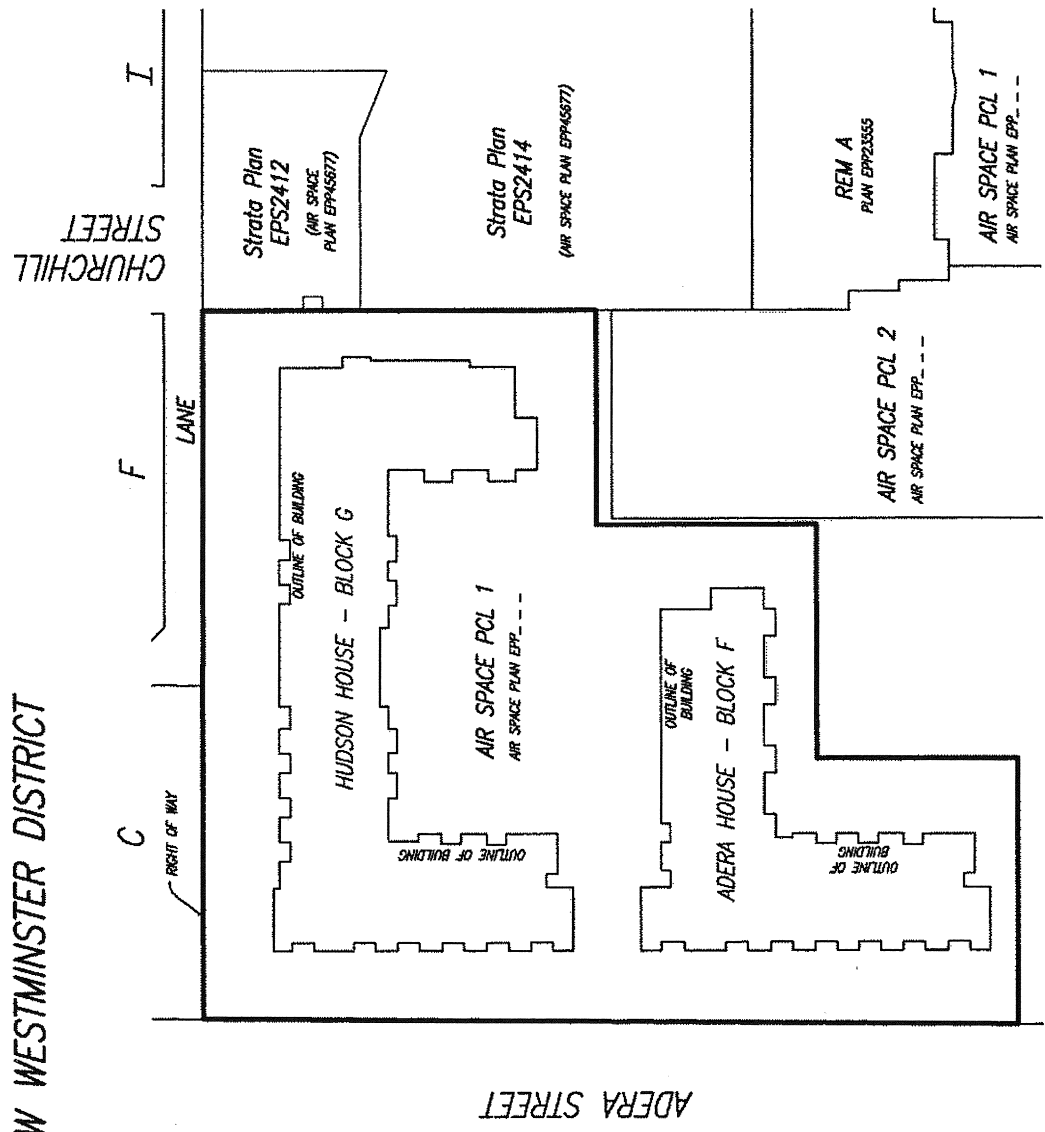 W WESTMINSTER DISTRICT
C
F
I
RIGHT OF WAY
LANE
CHURCHILL
STREET
Strata Plan
EPS2412
(AIR SPACE
PLAN EPP45677)
Strata Plan
EPS2414
(AIR SPACE PLAN EPP45677)
REM A
PLAN EPP23555
AIR SPACE PCL 1
AIR SPACE PLAN EPP_ _ _
AIR SPACE PCL 2
AIR SPACE PLAN EPP_ _ _
OUTLINE OF BUILDING
HUDSON HOUSE - BLOCK G
AIR SPACE PCL 1
AIR SPACE PLAN EPP_ _ _
OUTLINE OF BUILDING
OUTLINE OF
BUILDING
ADERA HOUSE - BLOCK F
OUTLINE OF
BUILDING
ADERA STREET